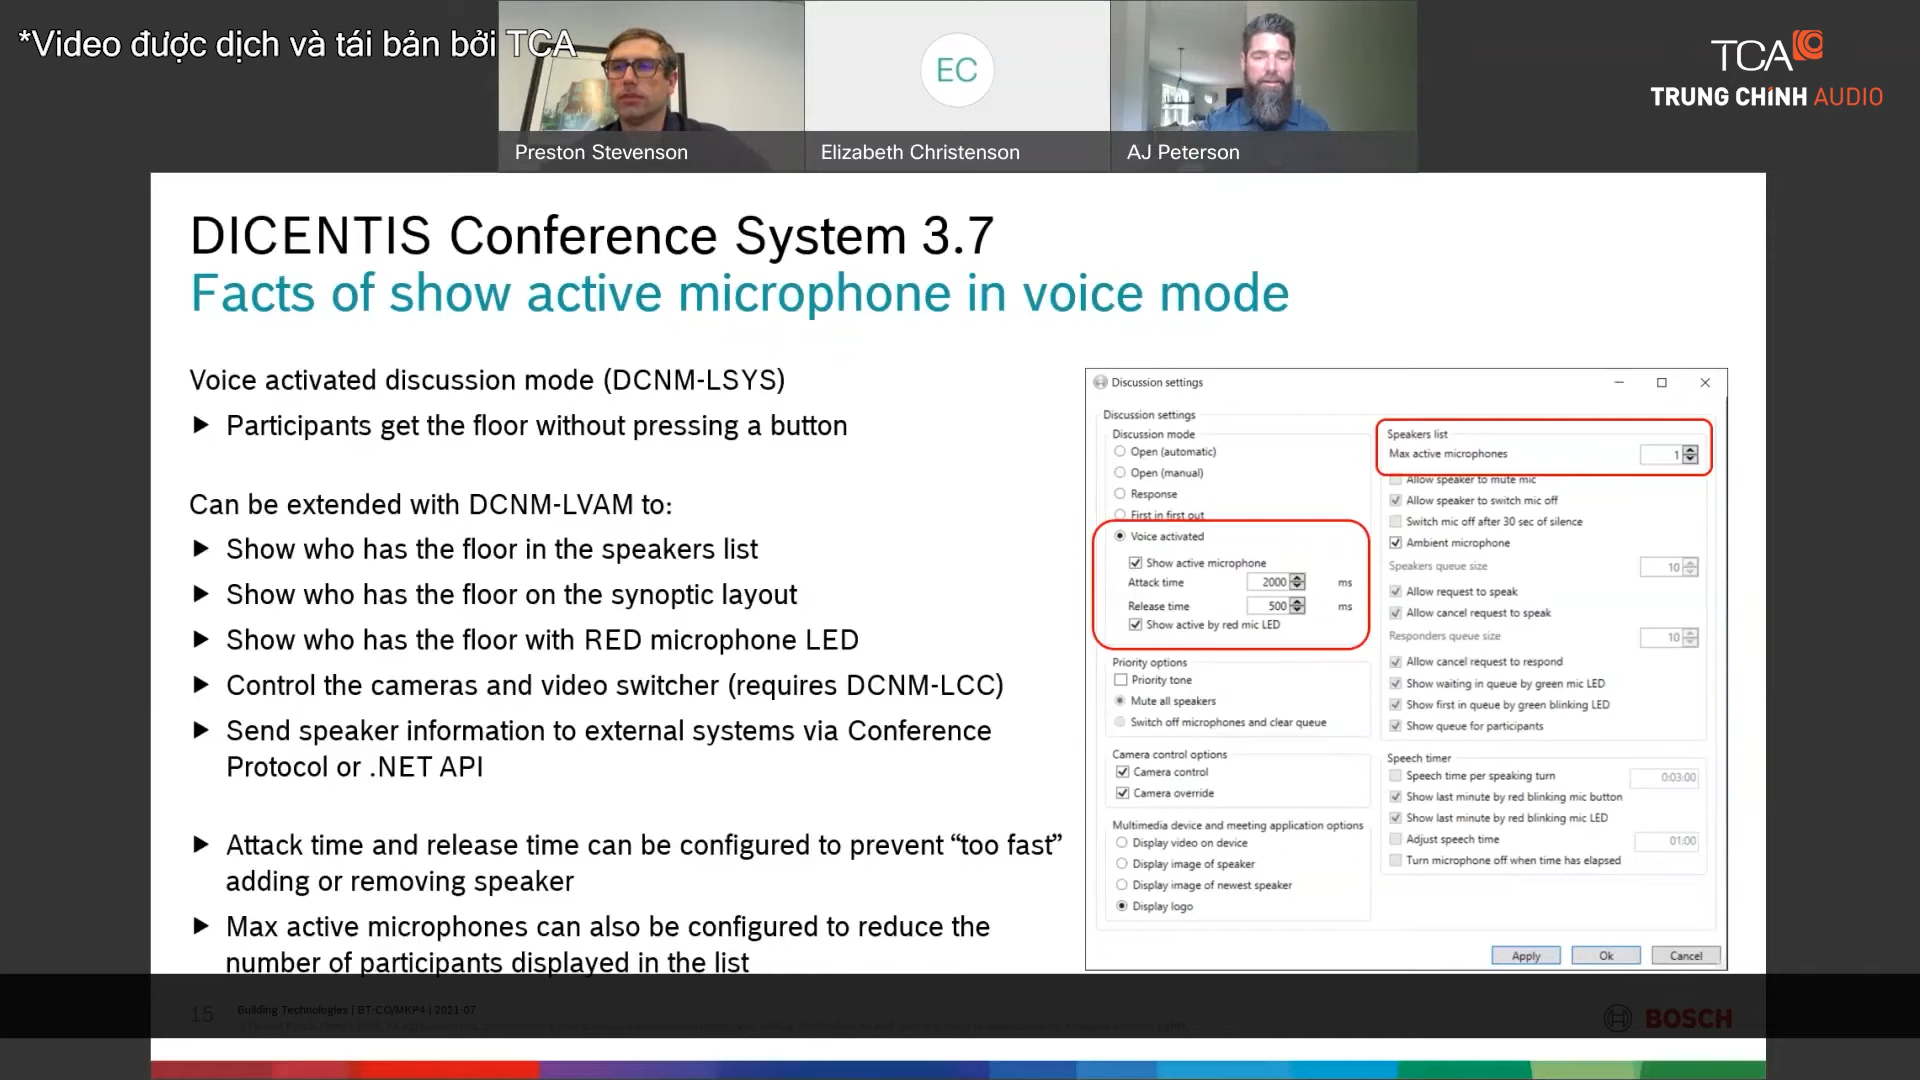 *Video được dịch và tái bản bởi TCA
EC
Preston Stevenson
Elizabeth Christenson
AJ Peterson
TCA
TRUNG CHÍNH AUDIO
DICENTIS Conference System 3.7
Facts of show active microphone in voice mode
Voice activated discussion mode (DCNM-LSYS)
Participants get the floor without pressing a button
Can be extended with DCNM-LVAM to:
Show who has the floor in the speakers list
Show who has the floor on the synoptic layout
Show who has the floor with RED microphone LED
Control the cameras and video switcher (requires DCNM-LCC)
Send speaker information to external systems via Conference
Protocol or .NET API
Attack time and release time can be configured to prevent “too fast”
adding or removing speaker
Max active microphones can also be configured to reduce the
number of participants displayed in the list
Discussion settings
Discussion settings
Discussion mode
Open (automatic)
Open (manual)
Response
First in first out
Voice activated
Show active microphone
Attack time 2000 ms
Release time 500 ms
Show active by red mic LED
Priority options
Priority tone
Mute all speakers
Switch off microphones and clear queue
Camera control options
Camera control
Camera override
Multimedia device and meeting application options
Display video on device
Display image of speaker
Display image of newest speaker
Display logo
Speakers list
Max active microphones 1
Allow speaker to mute mic
Allow speaker to switch mic off
Switch mic off after 30 sec of silence
Ambient microphone
Speakers queue size 10
Allow request to speak
Allow cancel request to speak
Responders queue size 10
Allow cancel request to respond
Show waiting in queue by green mic LED
Show first in queue by green blinking LED
Show queue for participants
Speech timer
Speech time per speaking turn 0:03:00
Show last minute by red blinking mic button
Show last minute by red blinking mic LED
Adjust speech time 01:00
Turn microphone off when time has elapsed
Apply Ok Cancel
15 Building Technologies | BT-CO/MKP4 | 2021-07
BOSCH